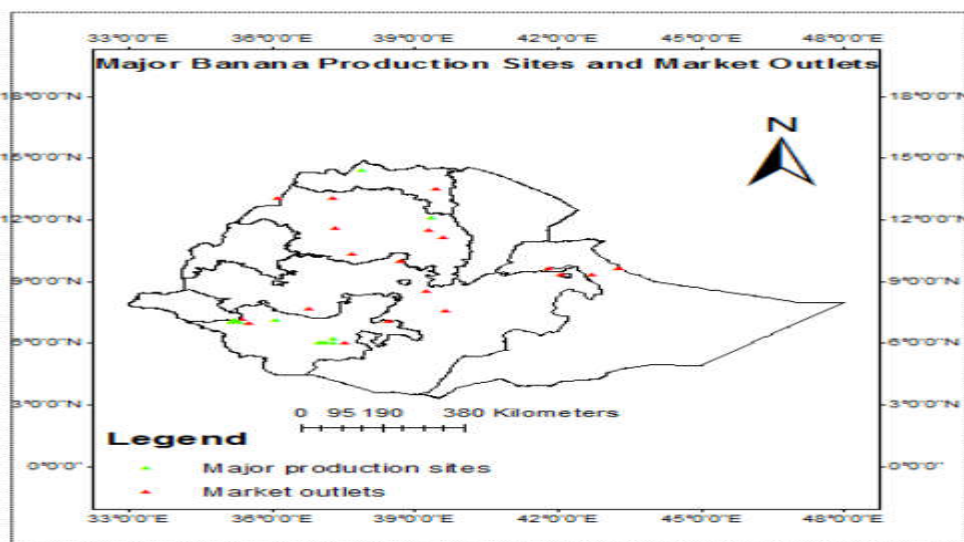 33°0'0"E 36°0'0"E 39°0'0"E 42°0'0"E 45°0'0"E 48°0'0"E
Major Banana Production Sites and Market Outlets
18°0'0"N 18°0'0"N
N
15°0'0"N 15°0'0"N
12°0'0"N 12°0'0"N
9°0'0"N 9°0'0"N
6°0'0"N 6°0'0"N
3°0'0"N 3°0'0"N
0 95 190 380 Kilometers
Legend
0°0'0" 0°0'0"
Major production sites
Market outlets
33°0'0"E 36°0'0"E 39°0'0"E 42°0'0"E 45°0'0"E 48°0'0"E